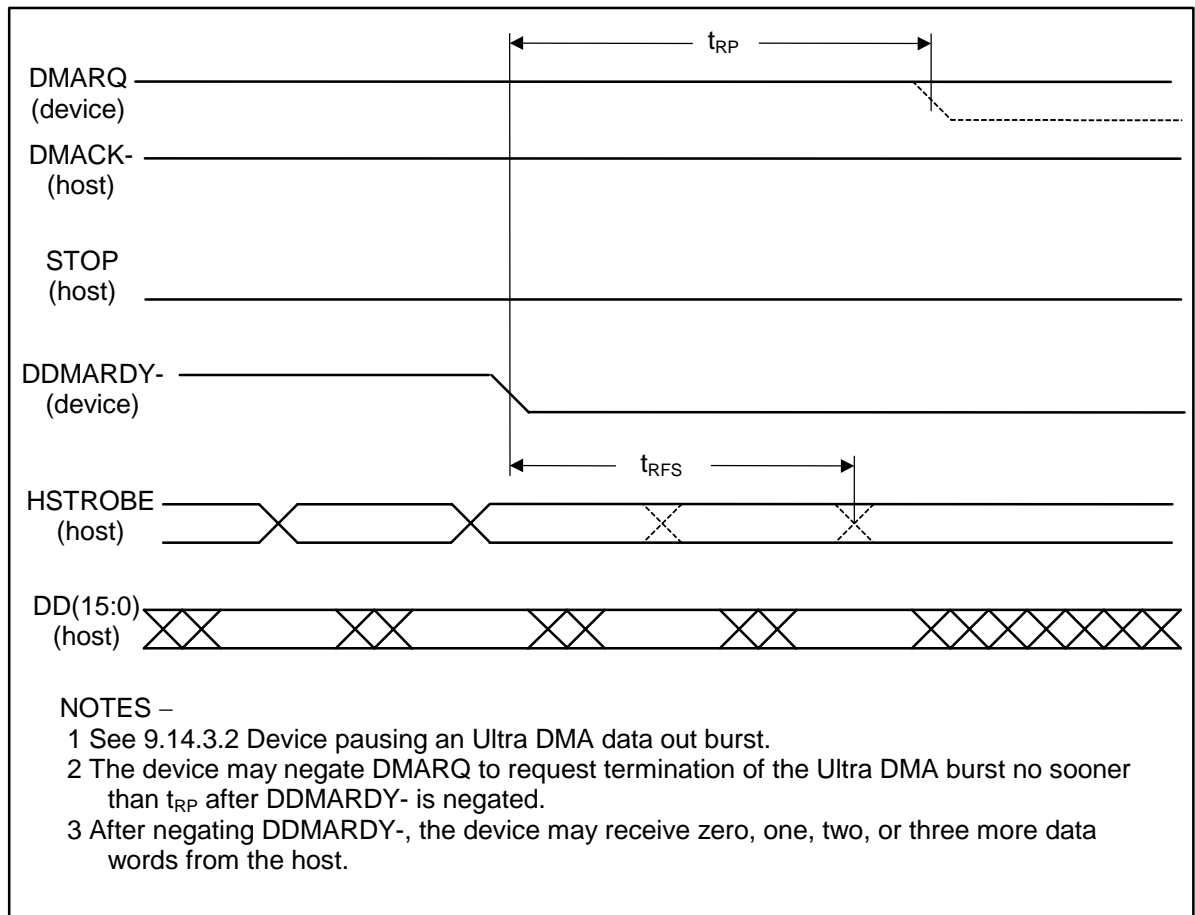 tRP
DMARQ
(device)
DMACK-
(host)
STOP
(host)
DDMARDY-
(device)
tRFS
HSTROBE
(host)
DD(15:0)
(host)
NOTES –
1 See 9.14.3.2 Device pausing an Ultra DMA data out burst.
2 The device may negate DMARQ to request termination of the Ultra DMA burst no sooner
than tRP after DDMARDY- is negated.
3 After negating DDMARDY-, the device may receive zero, one, two, or three more data
words from the host.